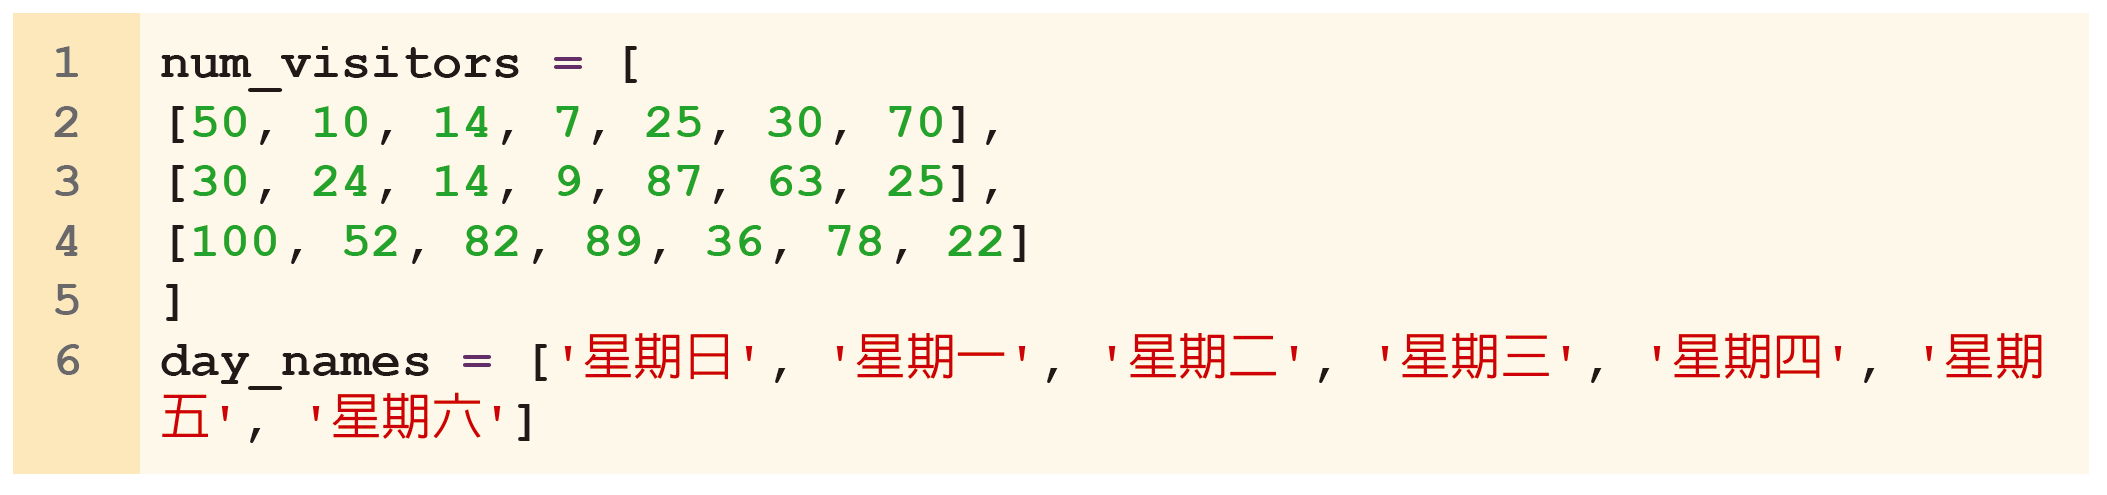 1 num_visitors = [
2 [50, 10, 14, 7, 25, 30, 70],
3 [30, 24, 14, 9, 87, 63, 25],
4 [100, 52, 82, 89, 36, 78, 22]
5 ]
6 day_names = ['星期日', '星期一', '星期二', '星期三', '星期四', '星期
五', '星期六']